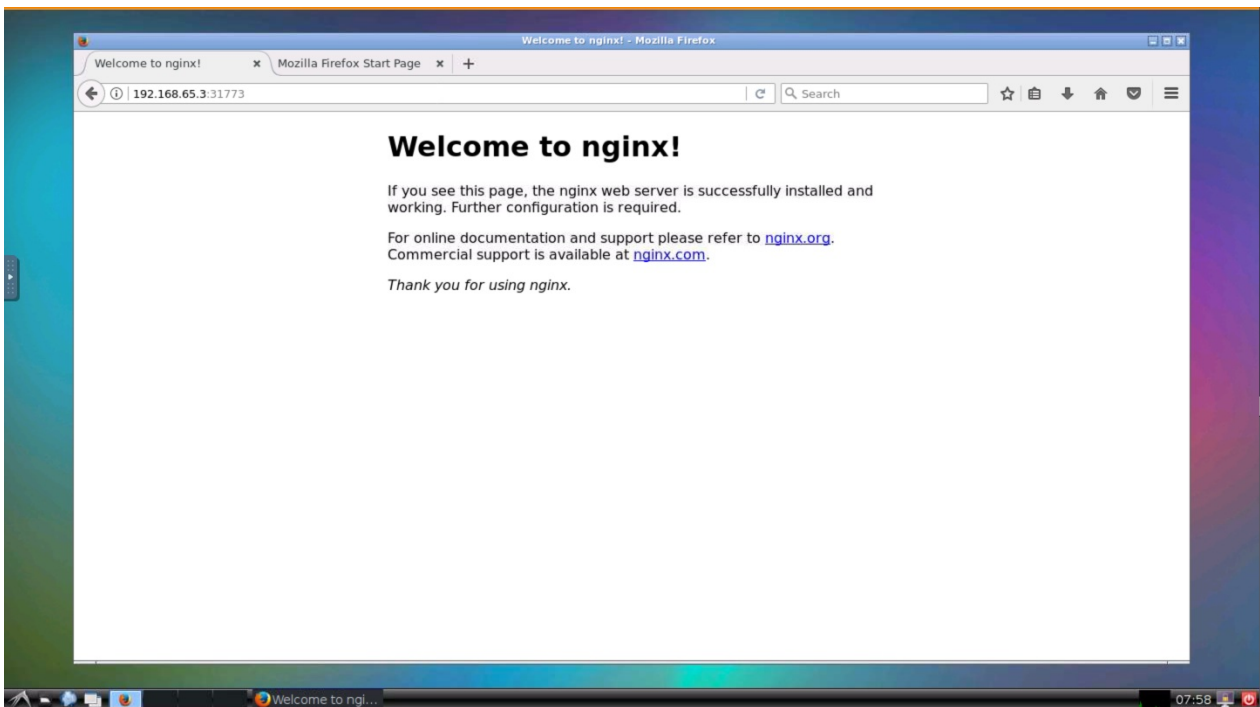 Welcome to nginx! - Mozilla Firefox
Welcome to nginx!
Mozilla Firefox Start Page
192.168.65.3:31773
Search
Welcome to nginx!
If you see this page, the nginx web server is successfully installed and
working. Further configuration is required.
For online documentation and support please refer to nginx.org.
Commercial support is available at nginx.com.
Thank you for using nginx.
Welcome to ngi...
07:58